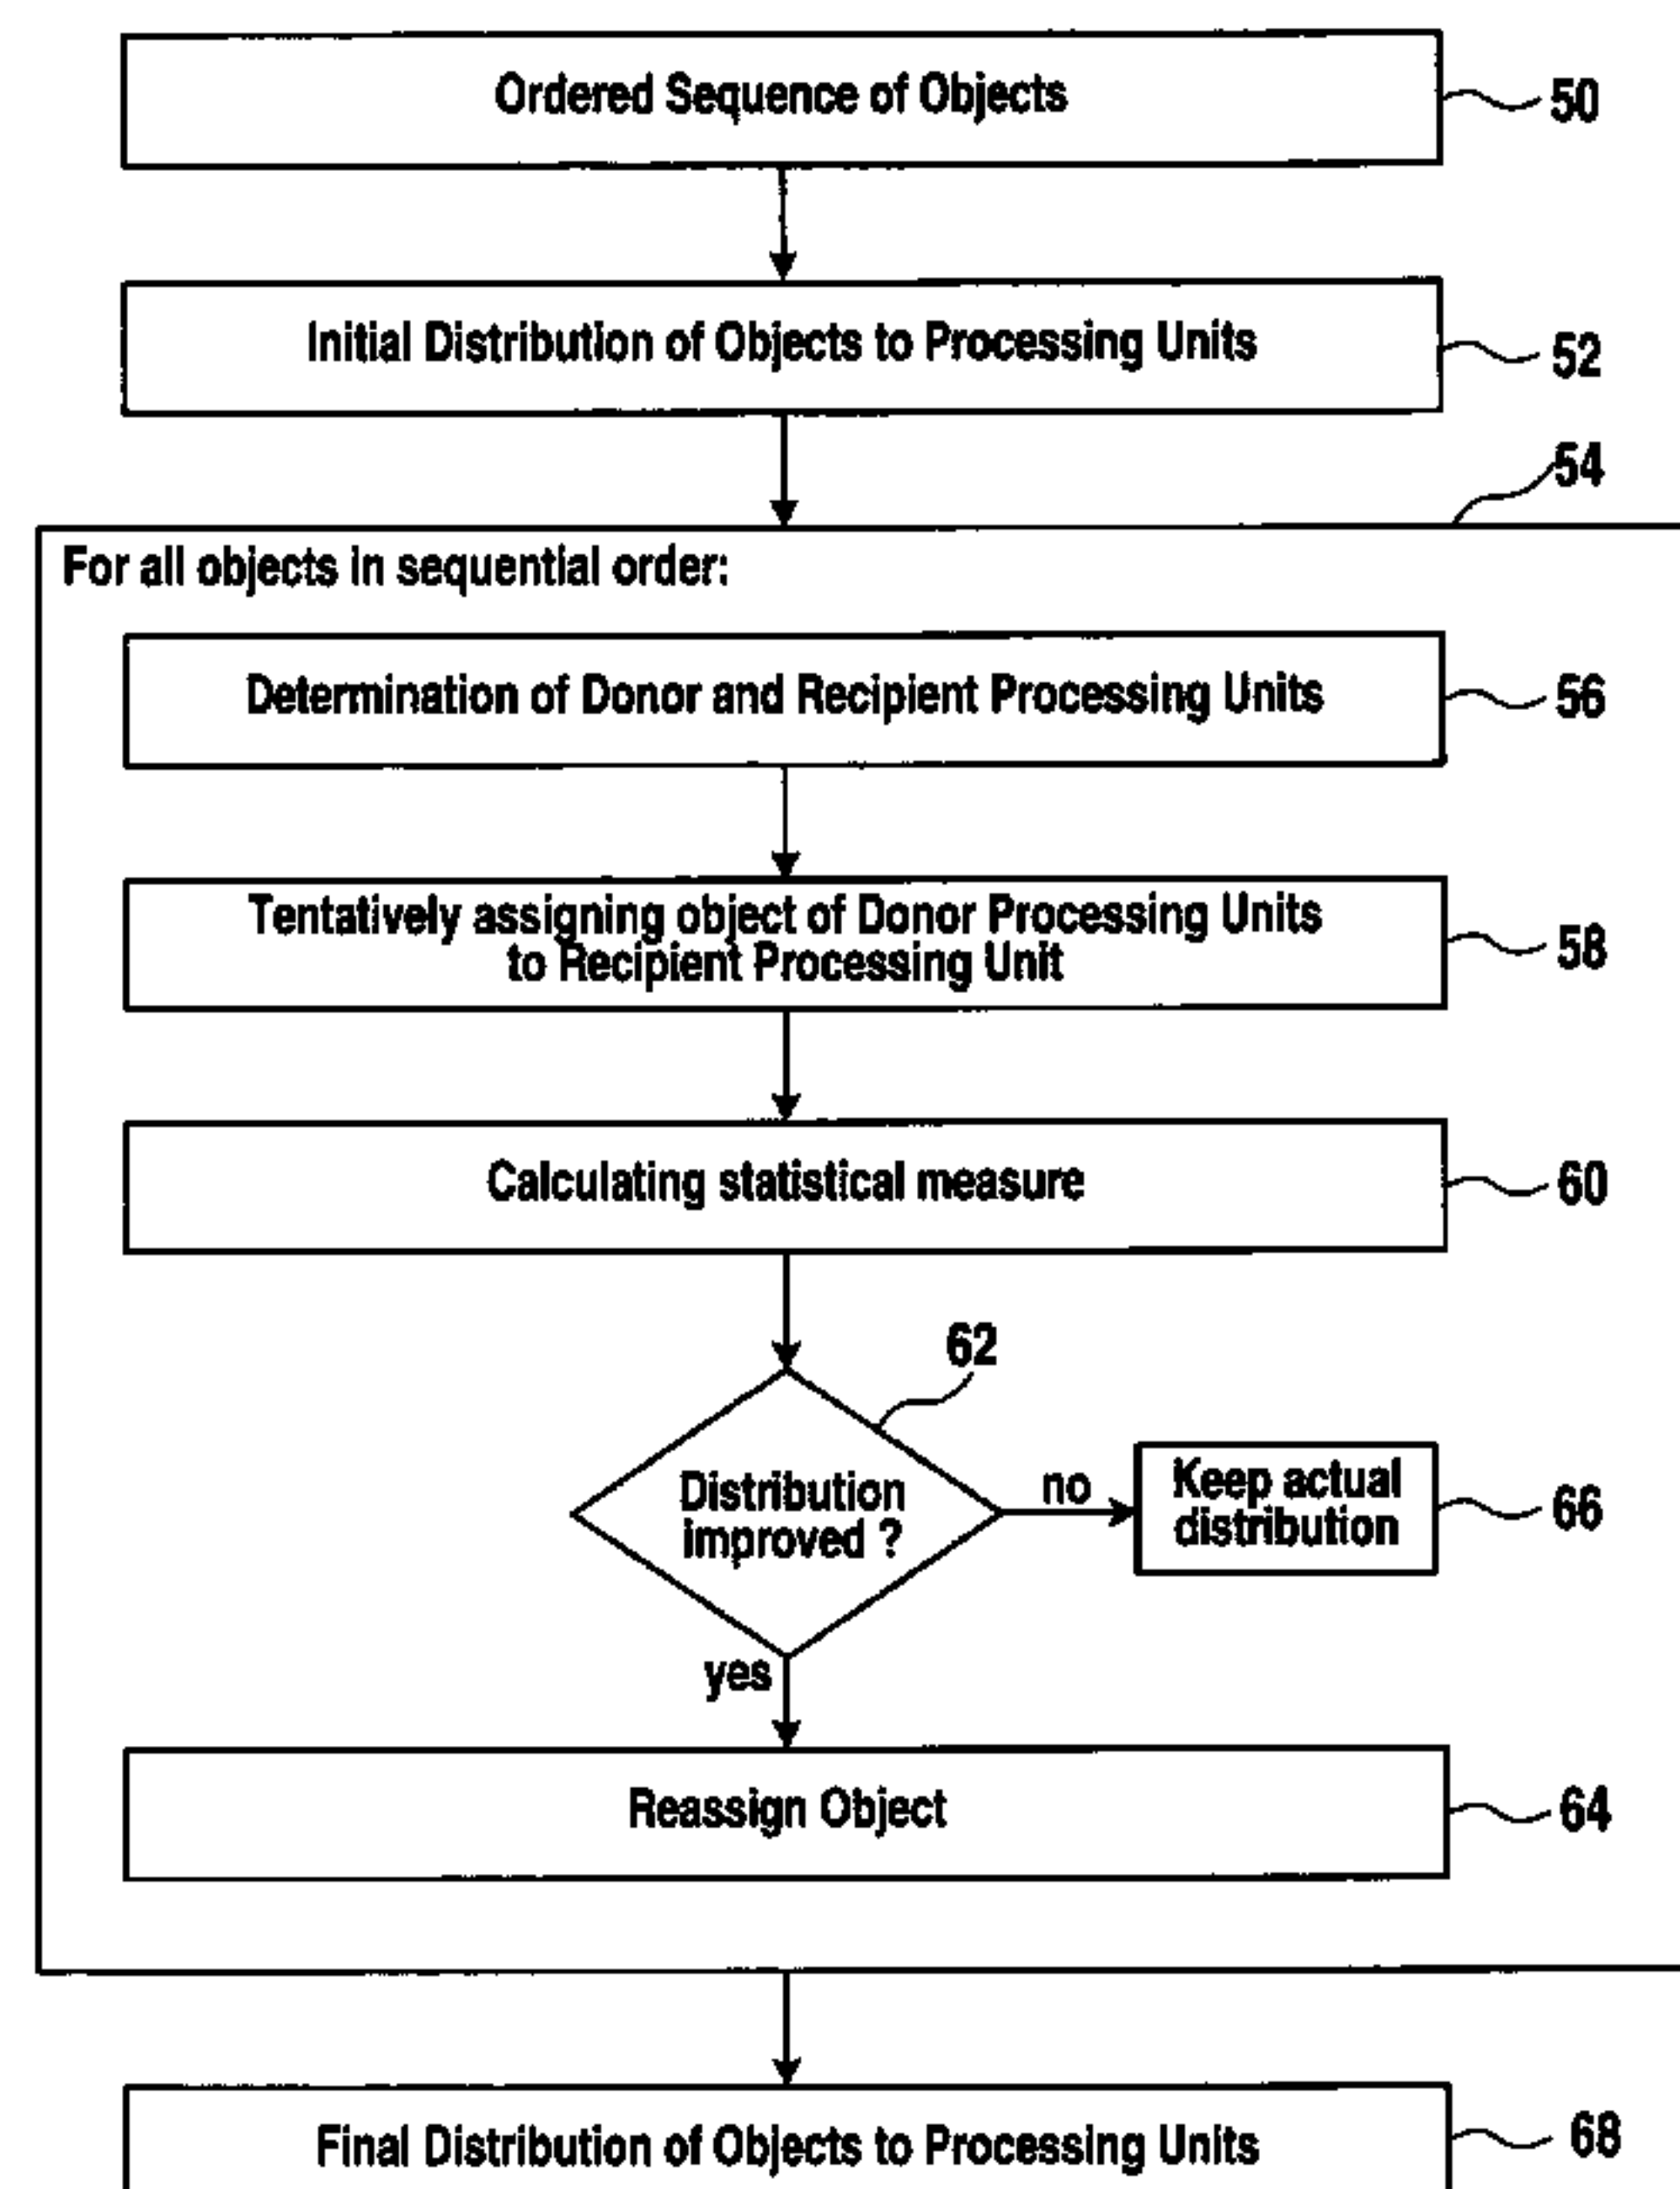 Ordered Sequence of Objects
50
Initial Distribution of Objects to Processing Units
52
54
For all objects in sequential order:
Determination of Donor and Recipient Processing Units
56
Tentatively assigning object of Donor Processing Units
to Recipient Processing Unit
58
Calculating statistical measure
60
62
Distribution
improved ?
no
Keep actual
distribution
66
yes
Reassign Object
64
Final Distribution of Objects to Processing Units
68